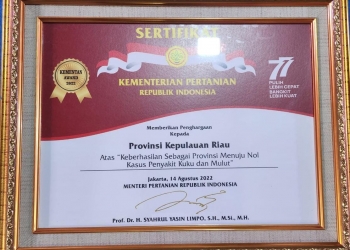 SERTIFIKAT
KEMENTAN
AWARD
2022
KEMENTERIAN PERTANIAN
REPUBLIK INDONESIA
77
PULIH
LEBIH CEPAT
BANGKIT
LEBIH KUAT
Memberikan Penghargaan
Kepada
Provinsi Kepulauan Riau
Atas "Keberhasilan Sebagai Provinsi Menuju Nol
Kasus Penyakit Kuku dan Mulut"
Jakarta, 14 Agustus 2022
MENTERI PERTANIAN REPUBLIK INDONESIA
Prof. Dr. H. SYAHRUL YASIN LIMPO, S.H., M.Si., M.H.